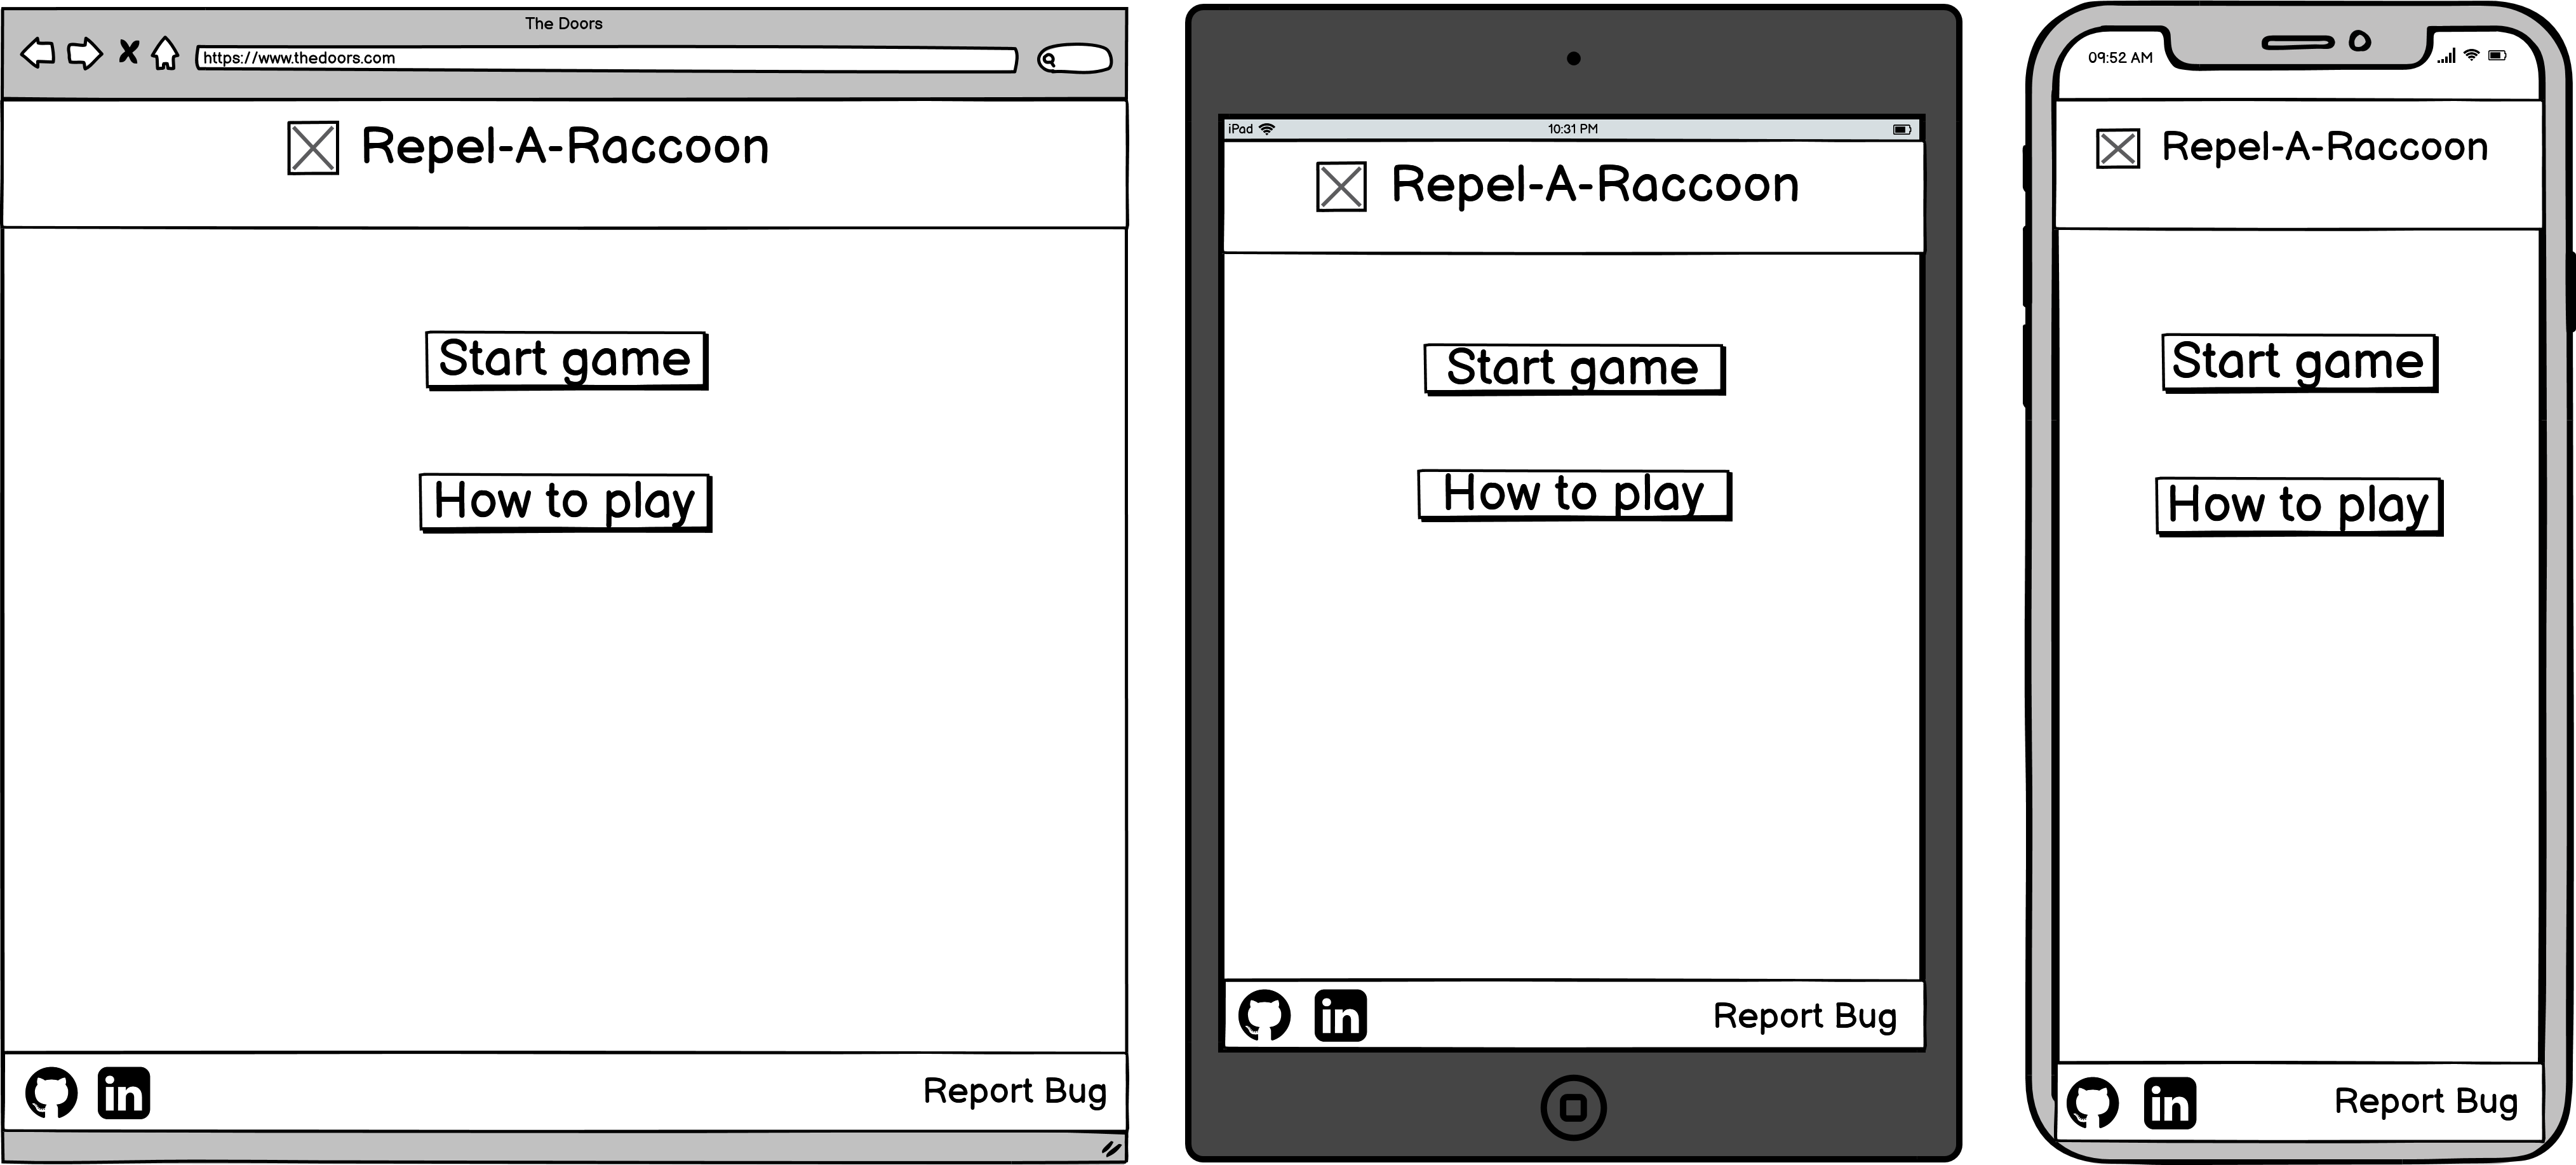 The Doors
https://www.thedoors.com
Repel-A-Raccoon
Start game
How to play
in
Report Bug
iPad
10:31 PM
Repel-A-Raccoon
Start game
How to play
in
Report Bug
09:52 AM
Repel-A-Raccoon
Start game
How to play
in
Report Bug